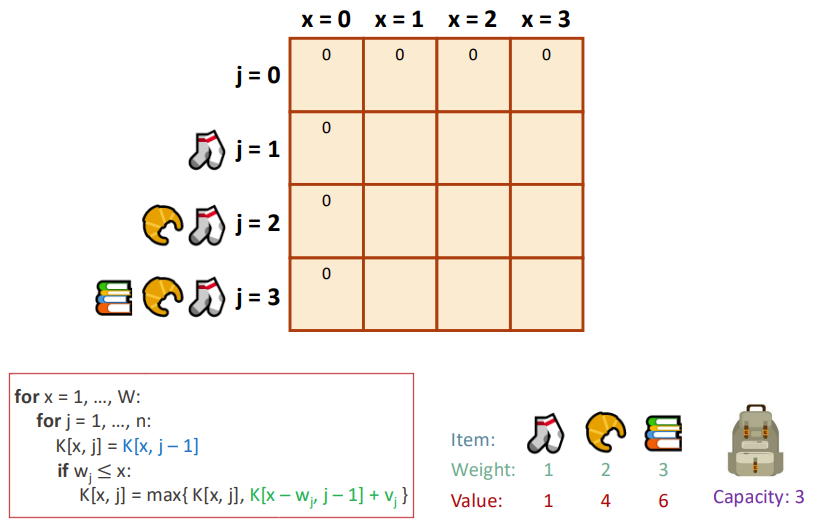 x = 0 x = 1 x = 2 x = 3
j = 0 0 0 0 0
j = 1 0
j = 2 0
j = 3 0
for x = 1, ..., W:
for j = 1, ..., n:
K[x, j] = K[x, j – 1]
if wj ≤ x:
K[x, j] = max{ K[x, j], K[x – wj, j – 1] + vj }
Item:
Weight: 1 2 3
Value: 1 4 6
Capacity: 3